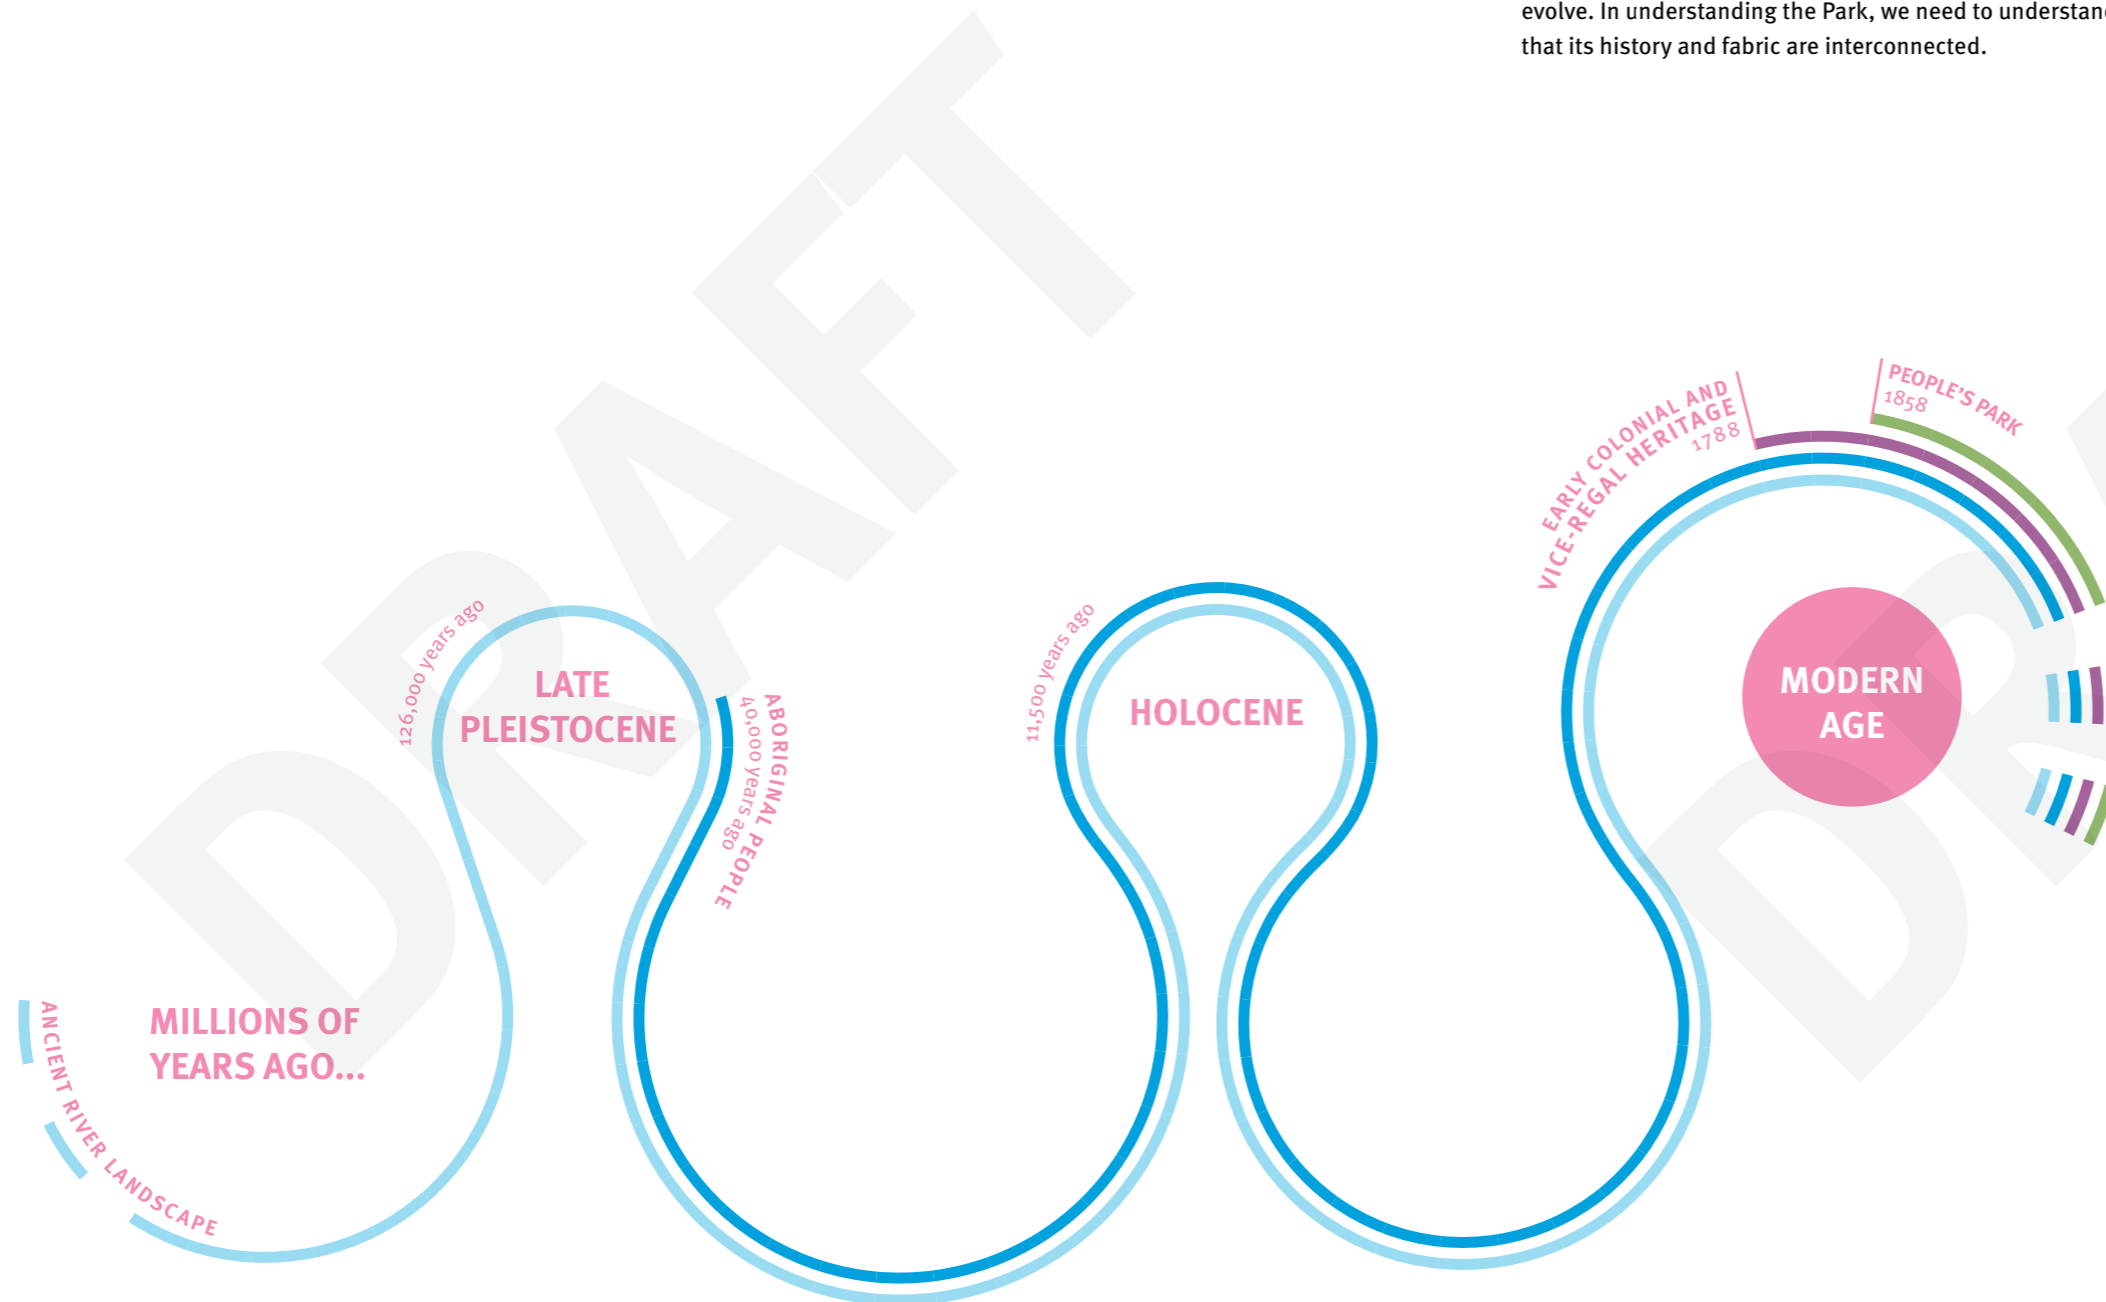 evolve. In understanding the Park, we need to understand
that its history and fabric are interconnected.
DRAFT
PEOPLE'S PARK
1858
EARLY COLONIAL AND
VICE-REGAL HERITAGE
1788
126,000 years ago
LATE
PLEISTOCENE
ABORIGINAL PEOPLE
40,000 years ago
11,500 years ago
HOLOCENE
MODERN
AGE
MILLIONS OF
YEARS AGO...
ANCIENT RIVER LANDSCAPE